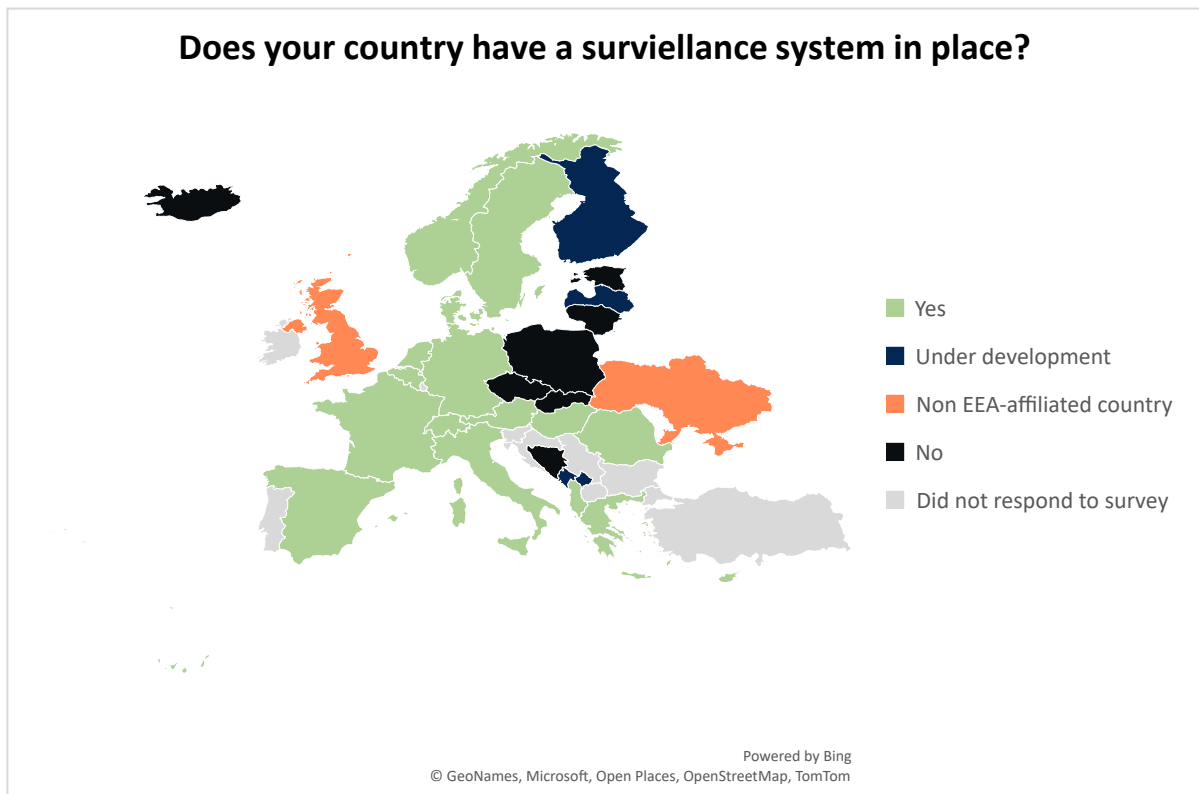 Does your country have a surviellance system in place?
Yes
Under development
Non EEA-affiliated country
No
Did not respond to survey
Powered by Bing
© GeoNames, Microsoft, Open Places, OpenStreetMap, TomTom